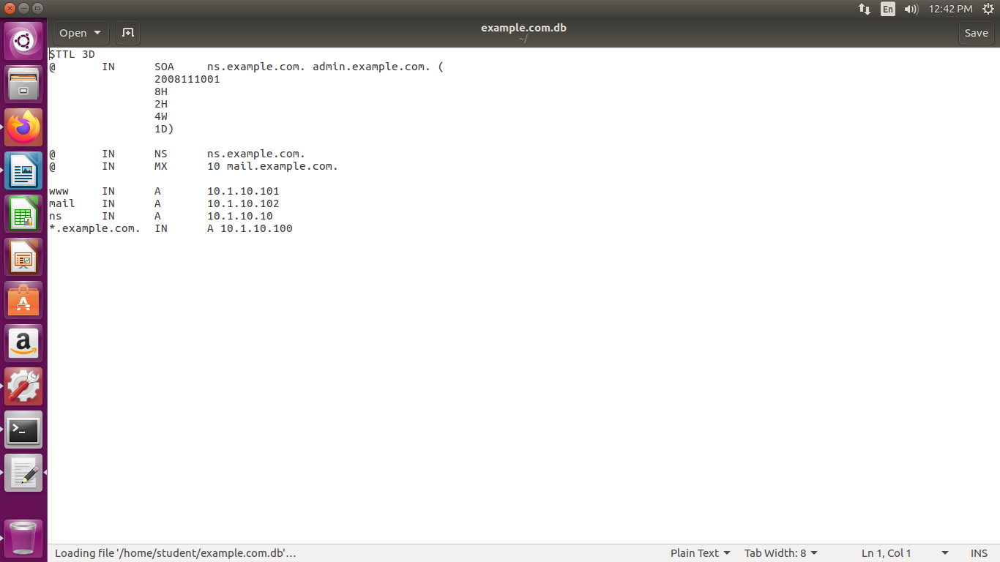 En 12:42 PM
Open example.com.db Save
~/
$TTL 3D
@ IN SOA ns.example.com. admin.example.com. (
2008111001
8H
2H
4W
1D)
@ IN NS ns.example.com.
@ IN MX 10 mail.example.com.
www IN A 10.1.10.101
mail IN A 10.1.10.102
ns IN A 10.1.10.10
*.example.com. IN A 10.1.10.100
Loading file '/home/student/example.com.db'… Plain Text Tab Width: 8 Ln 1, Col 1 INS